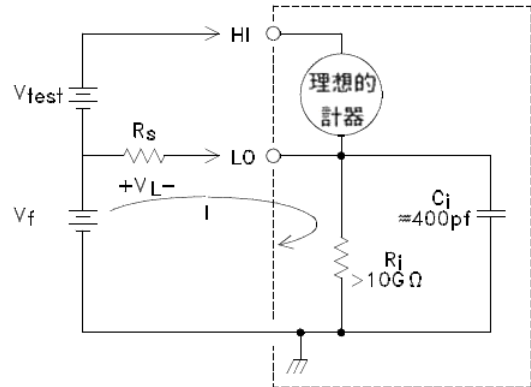 HI
理想的
計器
Vtest
Rs
LO
+VL-
Vf
I
Ci
≈400pf
Ri
>10GΩ